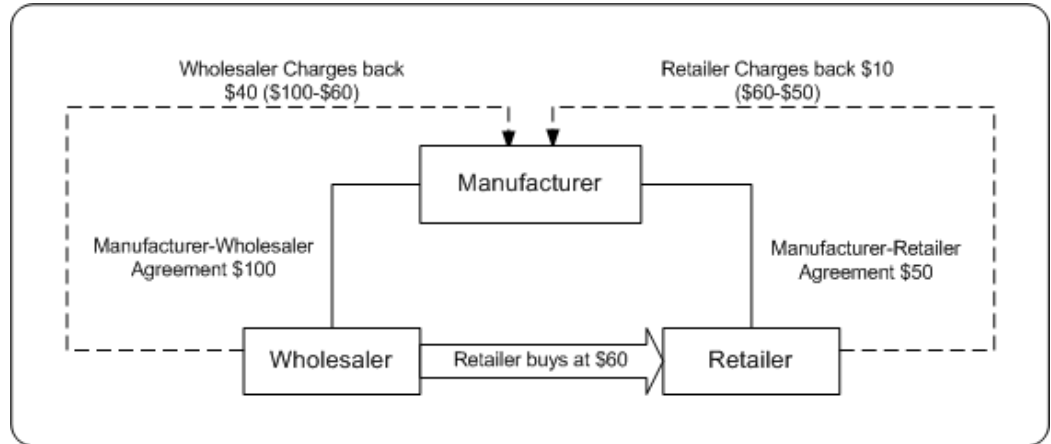 Wholesaler Charges back
$40 ($100-$60)
Retailer Charges back $10
($60-$50)
Manufacturer
Manufacturer-Wholesaler
Agreement $100
Manufacturer-Retailer
Agreement $50
Wholesaler
Retailer buys at $60
Retailer